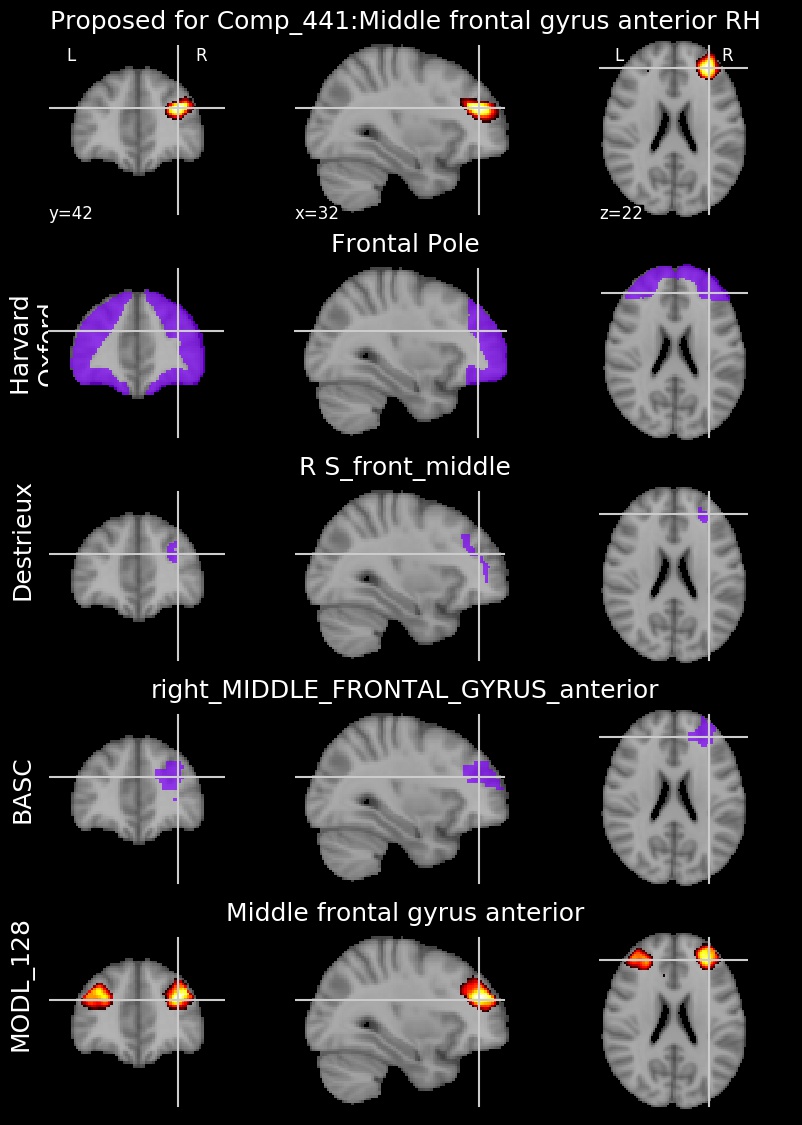 Proposed for Comp_441:Middle frontal gyrus anterior RH
L R L R
y=42 x=32 z=22
Frontal Pole
Harvard
Oxford
R S_front_middle
Destrieux
right_MIDDLE_FRONTAL_GYRUS_anterior
BASC
Middle frontal gyrus anterior
MODL_128